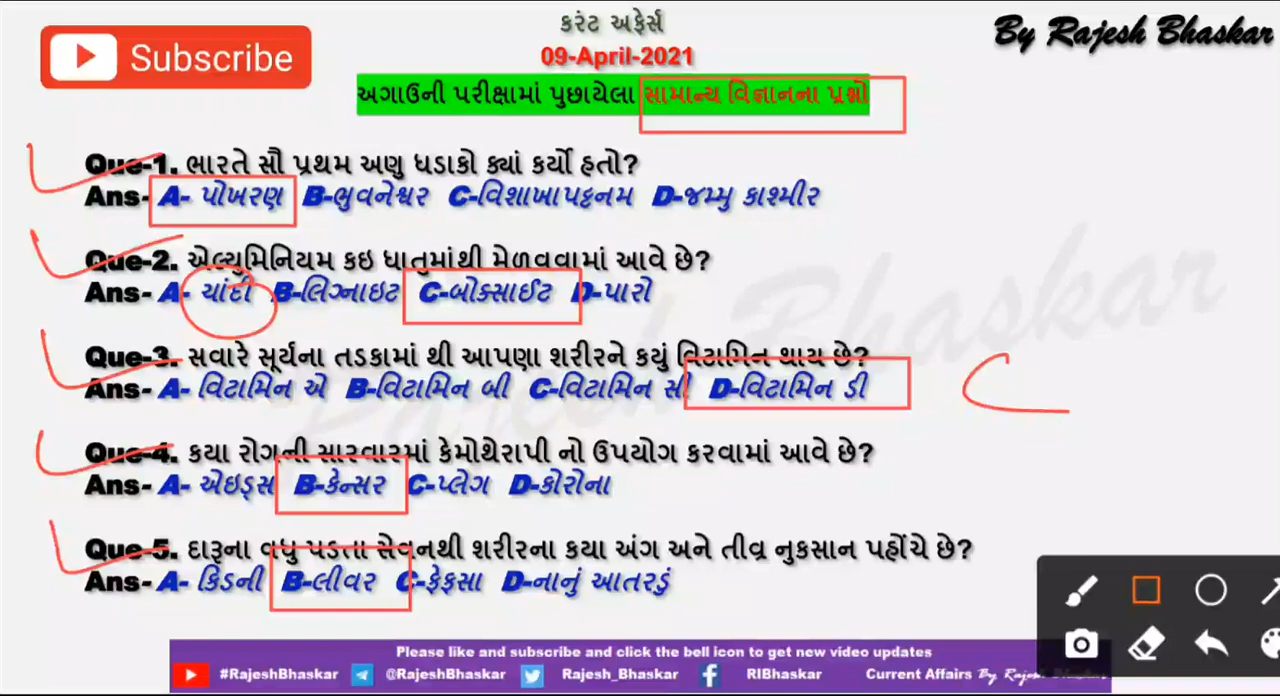 કરંટ અફેર્સ
By Rajesh Bhaskar
Subscribe
09-April-2021
અગાઉની પરીક્ષામાં પુછાયેલા સામાન્ય વિજ્ઞાનના પ્રશ્નો
Que-1. ભારતે સૌ પ્રથમ અણુ ધડાકો ક્યાં કર્યો હતો?
Ans- A- પોખરણ B-ભુવનેશ્વર C-વિશાખાપટ્ટનમ D-જમ્મુ કાશ્મીર
Que-2. એલ્યુમિનિયમ કઇ ધાતુમાંથી મેળવવામાં આવે છે?
Ans- A- ચાંદી B-લિગ્નાઇટ C-બોક્સાઈટ D-પારો
Que-3. સવારે સૂર્યના તડકામાં થી આપણા શરીરને કયું વિટામિન થાય છે?
Ans- A- વિટામિન એ B-વિટામિન બી C-વિટામિન સી D-વિટામિન ડી
Que-4. કયા રોગની સારવારમાં કેમોથેરાપી નો ઉપયોગ કરવામાં આવે છે?
Ans- A- એઇડ્સ B-કેન્સર C-પ્લેગ D-કોરોના
Que-5. દારૂના વધુ પડતા સેવનથી શરીરના કયા અંગ અને તીવ્ર નુકસાન પહોંચે છે?
Ans- A- કિડની B-લીવર C-ફેફસા D-નાનું આતરડું
Rajesh Bhaskar
Please like and subscribe and click the bell icon to get new video updates
#RajeshBhaskar @RajeshBhaskar Rajesh_Bhaskar RIBhaskar Current Affairs By Rajesh Bhaskar